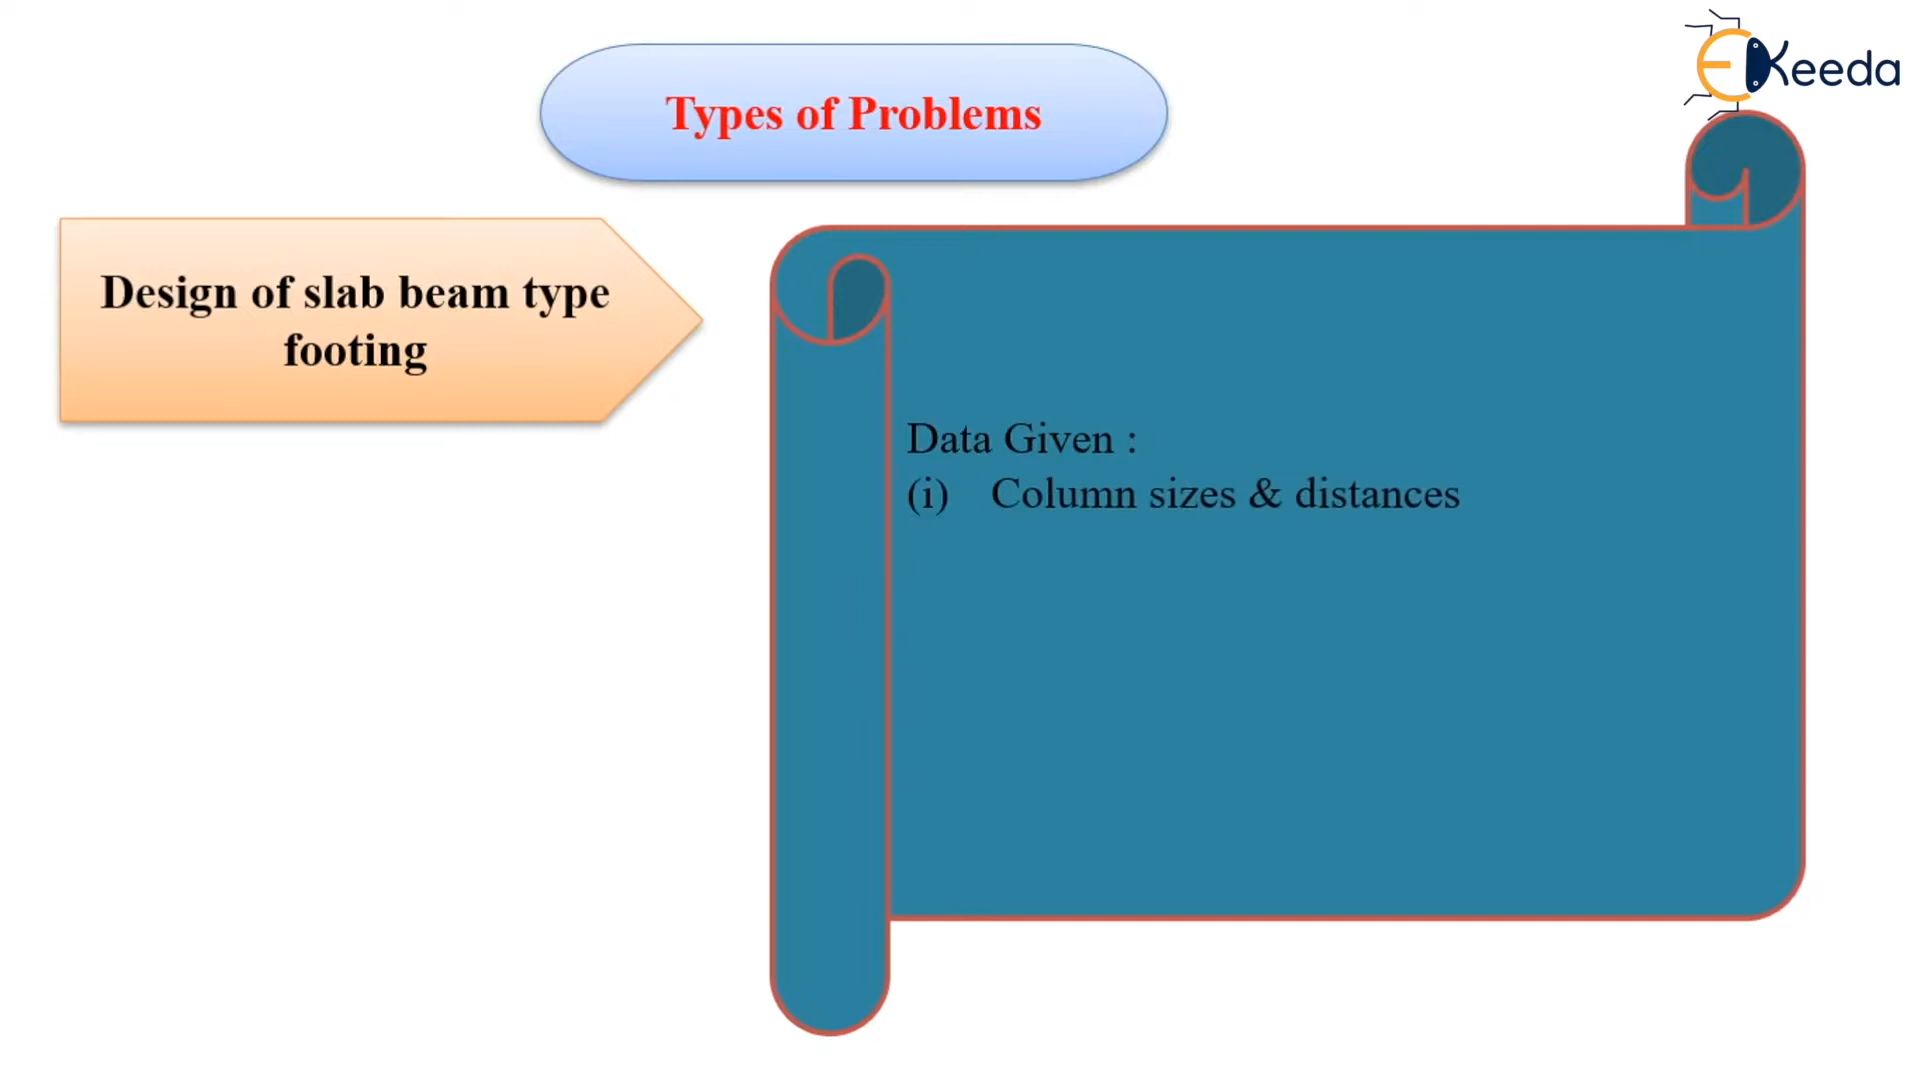 Keeda
Types of Problems
Design of slab beam type
footing
Data Given :
(i) Column sizes & distances